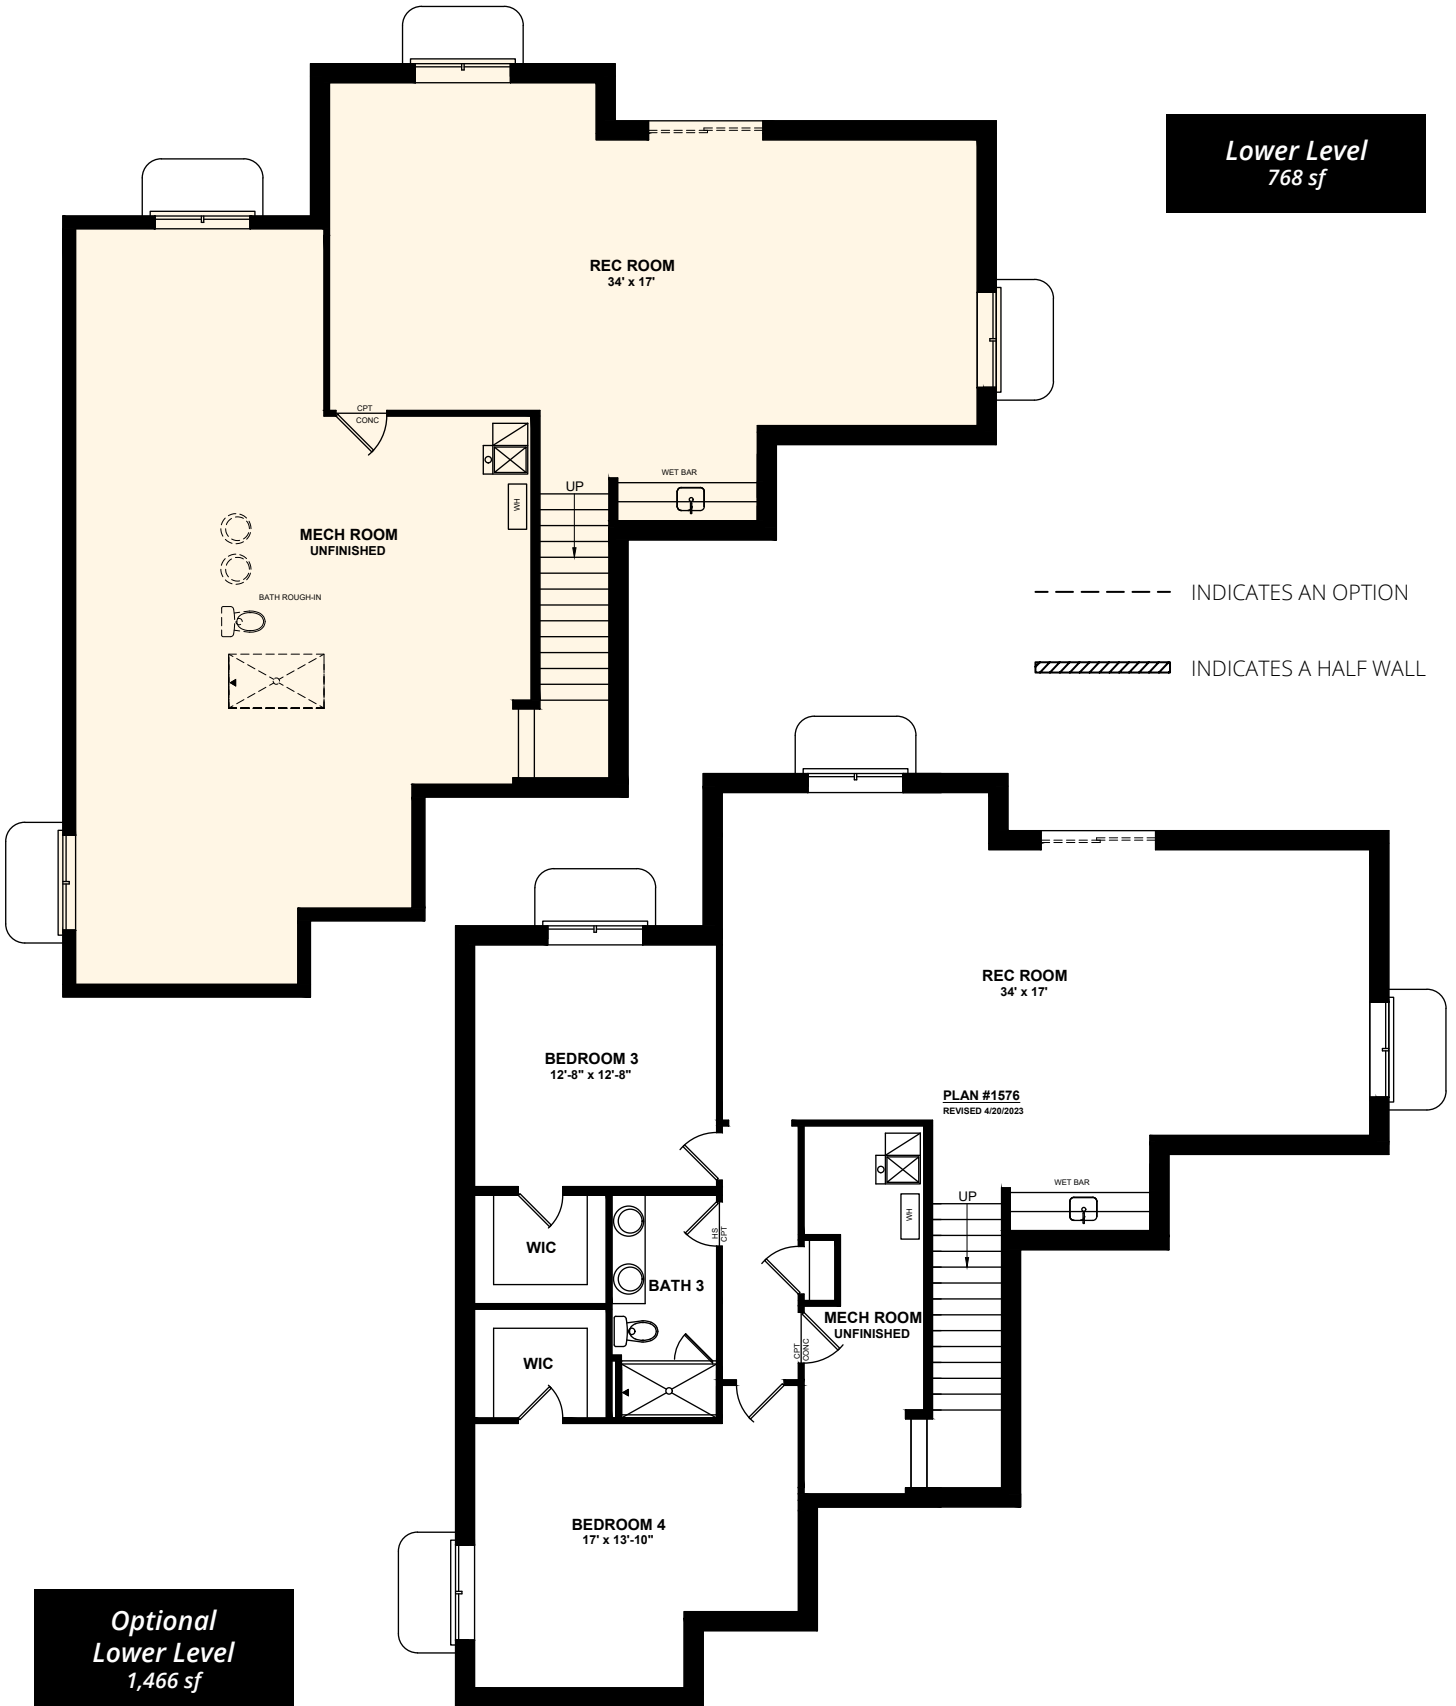 Lower Level
768 sf
REC ROOM
34' x 17'
CPT
CONC
WET BAR
UP
WH
MECH ROOM
UNFINISHED
BATH ROUGH-IN
INDICATES AN OPTION
INDICATES A HALF WALL
REC ROOM
34' x 17'
BEDROOM 3
12'-8" x 12'-8"
PLAN #1576
REVISED 4/20/2023
WET BAR
UP
WH
HS
CPT
WIC
BATH 3
MECH ROOM
UNFINISHED
CPT
CONC
WIC
BEDROOM 4
17' x 13'-10"
Optional
Lower Level
1,466 sf